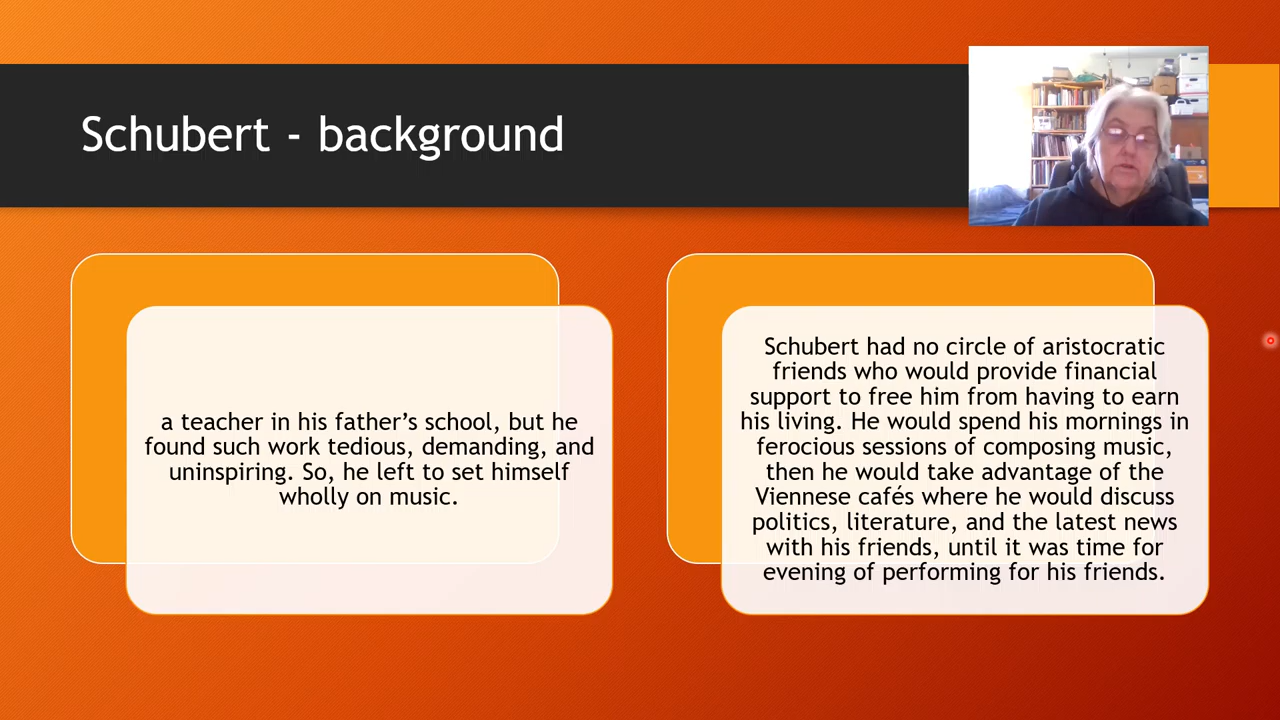 Schubert - background
a teacher in his father’s school, but he
found such work tedious, demanding, and
uninspiring. So, he left to set himself
wholly on music.
Schubert had no circle of aristocratic
friends who would provide financial
support to free him from having to earn
his living. He would spend his mornings in
ferocious sessions of composing music,
then he would take advantage of the
Viennese cafés where he would discuss
politics, literature, and the latest news
with his friends, until it was time for
evening of performing for his friends.